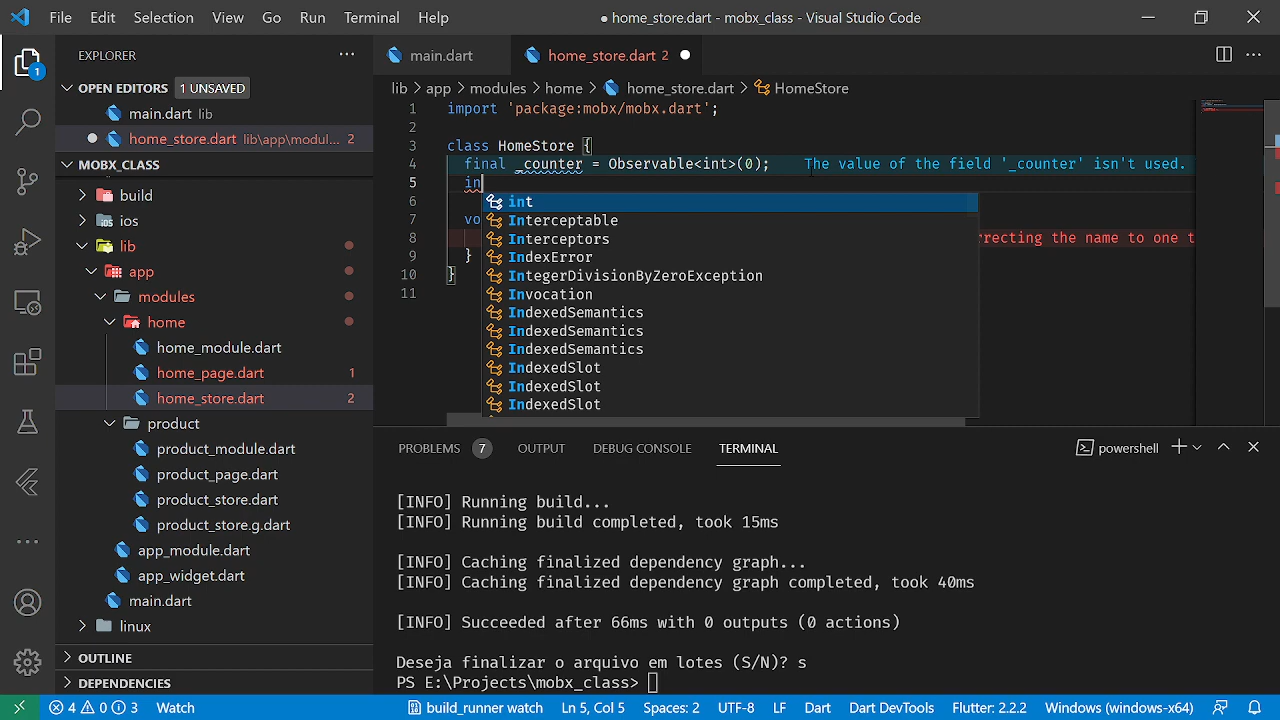 File Edit Selection View Go Run Terminal Help
● home_store.dart - mobx_class - Visual Studio Code
EXPLORER
1
OPEN EDITORS 1 UNSAVED
main.dart lib
home_store.dart lib\app\modul... 2
MOBX_CLASS
build
ios
lib
app
modules
home
home_module.dart
home_page.dart 1
home_store.dart 2
product
product_module.dart
product_page.dart
product_store.dart
product_store.g.dart
app_module.dart
app_widget.dart
main.dart
linux
OUTLINE
DEPENDENCIES
main.dart
home_store.dart 2
lib > app > modules > home > home_store.dart > HomeStore
1 import 'package:mobx/mobx.dart';
2
3 class HomeStore {
4 final _counter = Observable<int>(0); The value of the field '_counter' isn't used.
5 in
6
7 vo
8 rrecting the name to one t
9 }
10 }
11
int
Interceptable
Interceptors
IndexError
IntegerDivisionByZeroException
Invocation
IndexedSemantics
IndexedSemantics
IndexedSemantics
IndexedSlot
IndexedSlot
IndexedSlot
PROBLEMS 7 OUTPUT DEBUG CONSOLE TERMINAL
powershell
[INFO] Running build...
[INFO] Running build completed, took 15ms
[INFO] Caching finalized dependency graph...
[INFO] Caching finalized dependency graph completed, took 40ms
[INFO] Succeeded after 66ms with 0 outputs (0 actions)
Deseja finalizar o arquivo em lotes (S/N)? s
PS E:\Projects\mobx_class>
4 0 3 Watch
build_runner watch Ln 5, Col 5 Spaces: 2 UTF-8 LF Dart Dart DevTools Flutter: 2.2.2 Windows (windows-x64)